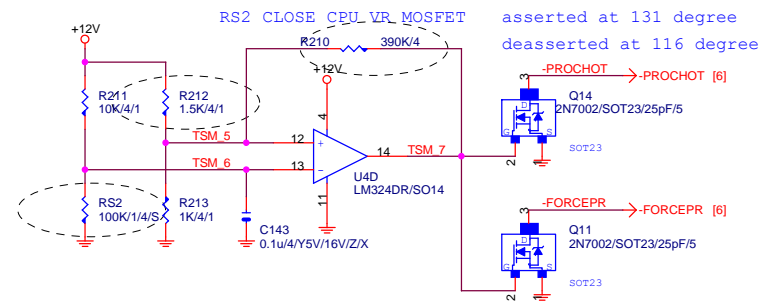 RS2 CLOSE CPU VR MOSFET asserted at 131 degree
deasserted at 116 degree
+12V
R210 390K/4
+12V
R211
10K/4/1
R212
1.5K/4/1
TSM_5
TSM_6
12
13
4
11
+
-
14
TSM_7
U4D
LM324DR/SO14
RS2
100K/1/4/S
R213
1K/4/1
C143
0.1u/4/Y5V/16V/Z/X
3
-PROCHOT
-PROCHOT [6]
Q14
2N7002/SOT23/25pF/5
D
G
S
SOT23
2
1
3
-FORCEPR
-FORCEPR [6]
Q11
2N7002/SOT23/25pF/5
D
G
S
SOT23
2
1